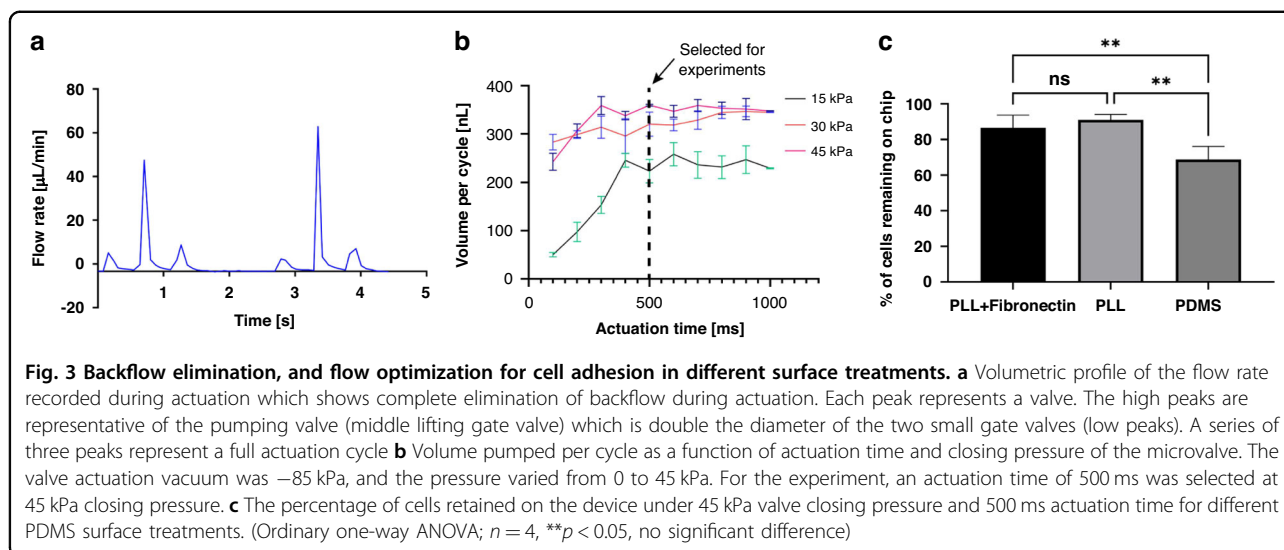 a
Flow rate [µL/min]
80
60
40
20
0
-20
1
2
3
4
5
Time [s]
b
Selected for
experiments
Volume per cycle [nL]
400
300
200
100
0
0
500
1000
Actuation time [ms]
15 kPa
30 kPa
45 kPa
c
% of cells remaining on chip
100
80
60
40
20
0
**
ns
**
PLL+Fibronectin
PLL
PDMS
Fig. 3 Backflow elimination, and flow optimization for cell adhesion in different surface treatments. a Volumetric profile of the flow rate
recorded during actuation which shows complete elimination of backflow during actuation. Each peak represents a valve. The high peaks are
representative of the pumping valve (middle lifting gate valve) which is double the diameter of the two small gate valves (low peaks). A series of
three peaks represent a full actuation cycle b Volume pumped per cycle as a function of actuation time and closing pressure of the microvalve. The
valve actuation vacuum was −85 kPa, and the pressure varied from 0 to 45 kPa. For the experiment, an actuation time of 500 ms was selected at
45 kPa closing pressure. c The percentage of cells retained on the device under 45 kPa valve closing pressure and 500 ms actuation time for different
PDMS surface treatments. (Ordinary one-way ANOVA; n = 4, **p < 0.05, no significant difference)